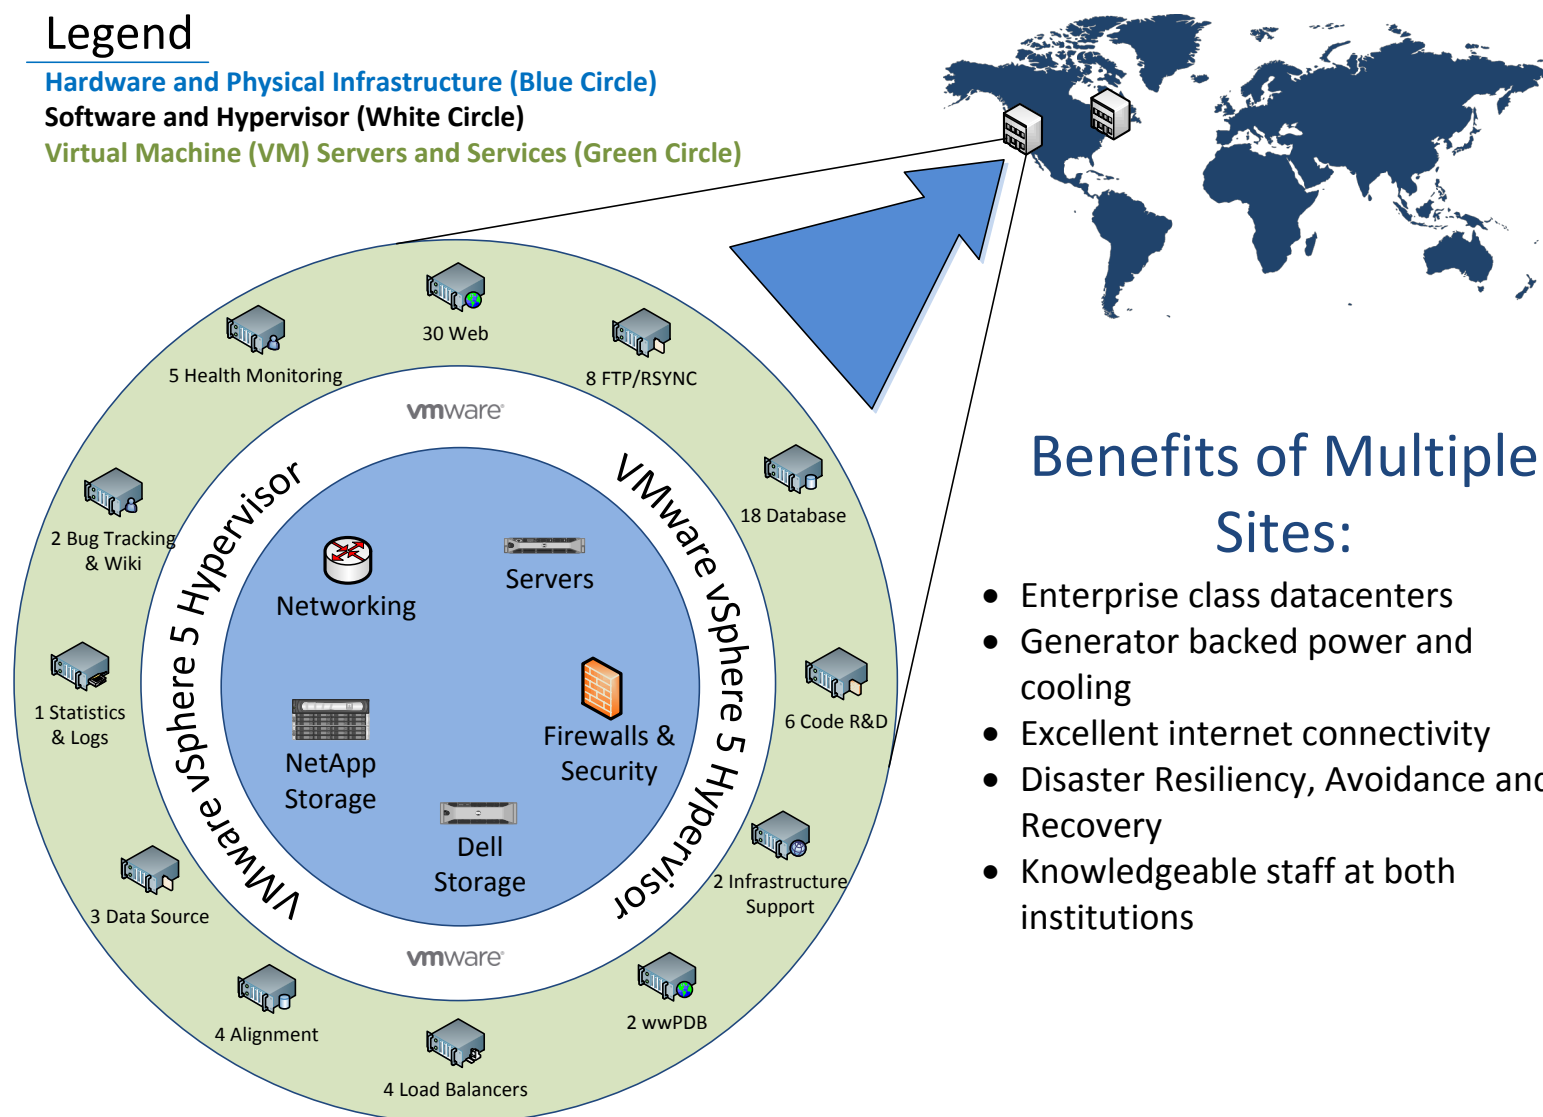 Legend
Hardware and Physical Infrastructure (Blue Circle)
Software and Hypervisor (White Circle)
Virtual Machine (VM) Servers and Services (Green Circle)
30 Web
5 Health Monitoring
8 FTP/RSYNC
vmware®
2 Bug Tracking
& Wiki
18 Database
VMware vSphere 5 Hypervisor
VMware vSphere 5 Hypervisor
Networking
Servers
1 Statistics
& Logs
6 Code R&D
NetApp
Storage
Firewalls &
Security
Dell
Storage
3 Data Source
2 Infrastructure
Support
vmware®
4 Alignment
2 wwPDB
4 Load Balancers
Benefits of Multiple
Sites:
• Enterprise class datacenters
• Generator backed power and
cooling
• Excellent internet connectivity
• Disaster Resiliency, Avoidance and
Recovery
• Knowledgeable staff at both
institutions